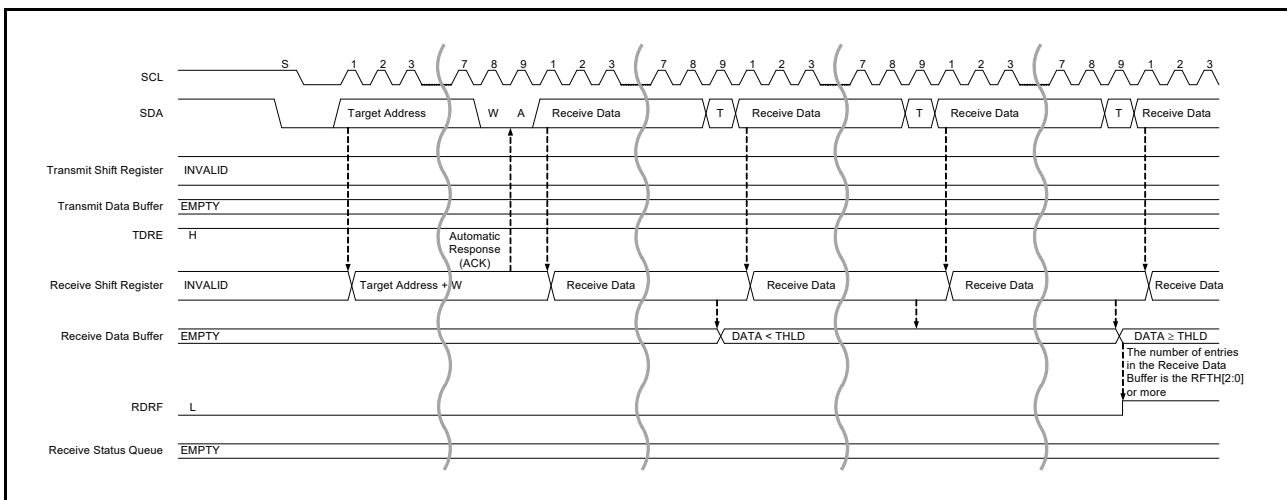 S 1 2 3 7 8 9 1 2 3 7 8 9 1 2 3 7 8 9 1 2 3 7 8 9 1 2 3
SCL
SDA Target Address W A Receive Data T Receive Data T Receive Data T Receive Data
Transmit Shift Register INVALID
Transmit Data Buffer EMPTY
TDRE H
Automatic
Response
(ACK)
Receive Shift Register INVALID Target Address + W Receive Data Receive Data Receive Data Receive Data
Receive Data Buffer EMPTY DATA < THLD DATA ≥ THLD
The number of entries
in the Receive Data
Buffer is the RFTH[2:0]
or more
RDRF L
Receive Status Queue EMPTY